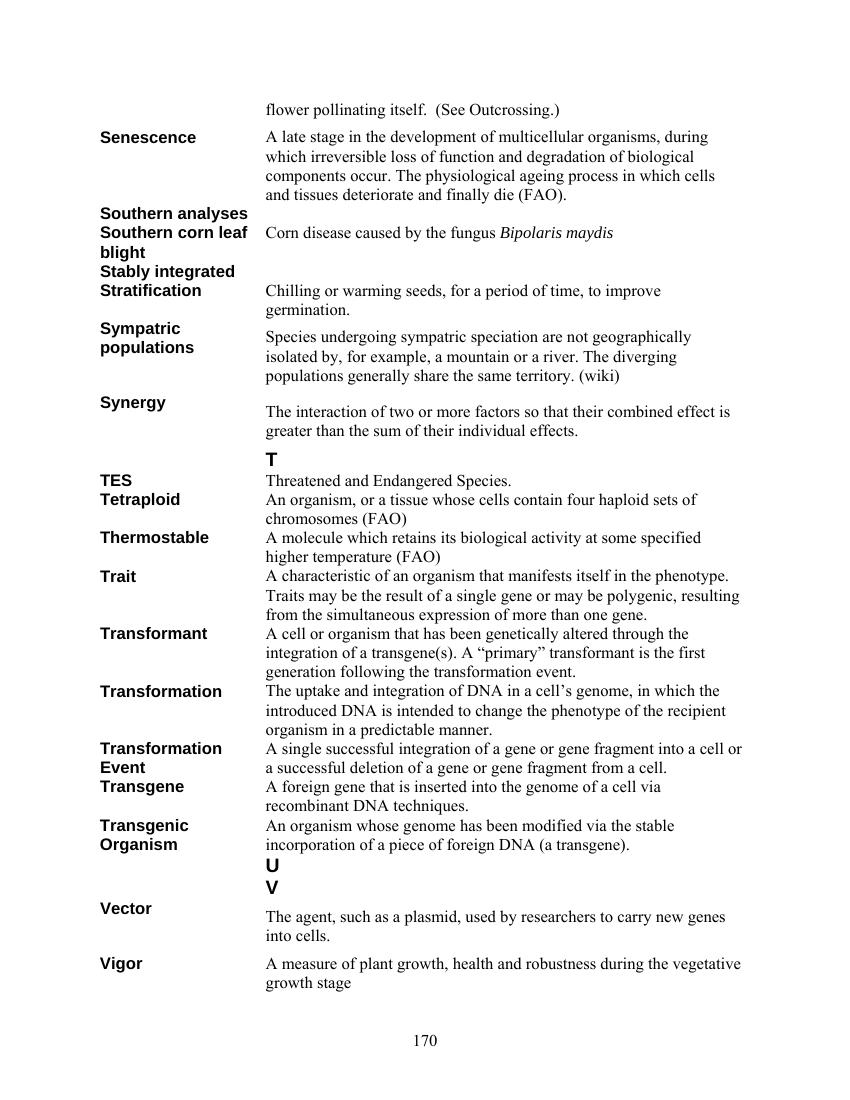 flower pollinating itself.  (See Outcrossing.)
Senescence A late stage in the development of multicellular organisms, during
which irreversible loss of function and degradation of biological
components occur. The physiological ageing process in which cells
and tissues deteriorate and finally die (FAO).
Southern analyses
Southern corn leaf Corn disease caused by the fungus Bipolaris maydis
blight
Stably integrated
Stratification Chilling or warming seeds, for a period of time, to improve
germination.
Sympatric
populations
Species undergoing sympatric speciation are not geographically
isolated by, for example, a mountain or a river. The diverging
populations generally share the same territory. (wiki)
Synergy
The interaction of two or more factors so that their combined effect is
greater than the sum of their individual effects.
T
TES Threatened and Endangered Species.
Tetraploid An organism, or a tissue whose cells contain four haploid sets of
chromosomes (FAO)
Thermostable A molecule which retains its biological activity at some specified
higher temperature (FAO)
Trait A characteristic of an organism that manifests itself in the phenotype.
Traits may be the result of a single gene or may be polygenic, resulting
from the simultaneous expression of more than one gene.
Transformant A cell or organism that has been genetically altered through the
integration of a transgene(s). A “primary” transformant is the first
generation following the transformation event.
Transformation The uptake and integration of DNA in a cell’s genome, in which the
introduced DNA is intended to change the phenotype of the recipient
organism in a predictable manner.
Transformation A single successful integration of a gene or gene fragment into a cell or
Event a successful deletion of a gene or gene fragment from a cell.
Transgene A foreign gene that is inserted into the genome of a cell via
recombinant DNA techniques.
Transgenic An organism whose genome has been modified via the stable
Organism incorporation of a piece of foreign DNA (a transgene).
U
V
Vector
The agent, such as a plasmid, used by researchers to carry new genes
into cells.
Vigor A measure of plant growth, health and robustness during the vegetative
growth stage
170